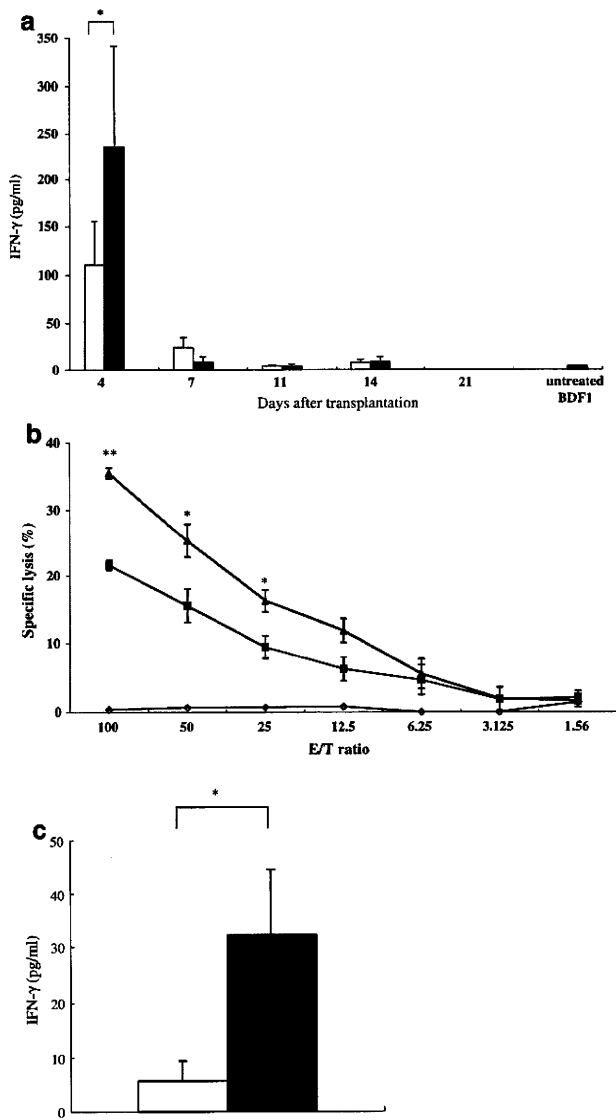 a
*
350
300
250
200
150
100
50
0
IFN-γ (pg/ml)
4 7 11 14 21 untreated
BDF1
Days after transplantation
b
40
30
20
10
0
Specific lysis (%)
** * *
100 50 25 12.5 6.25 3.125 1.56
E/T ratio
c
*
50
40
30
20
10
0
IFN-γ (pg/ml)